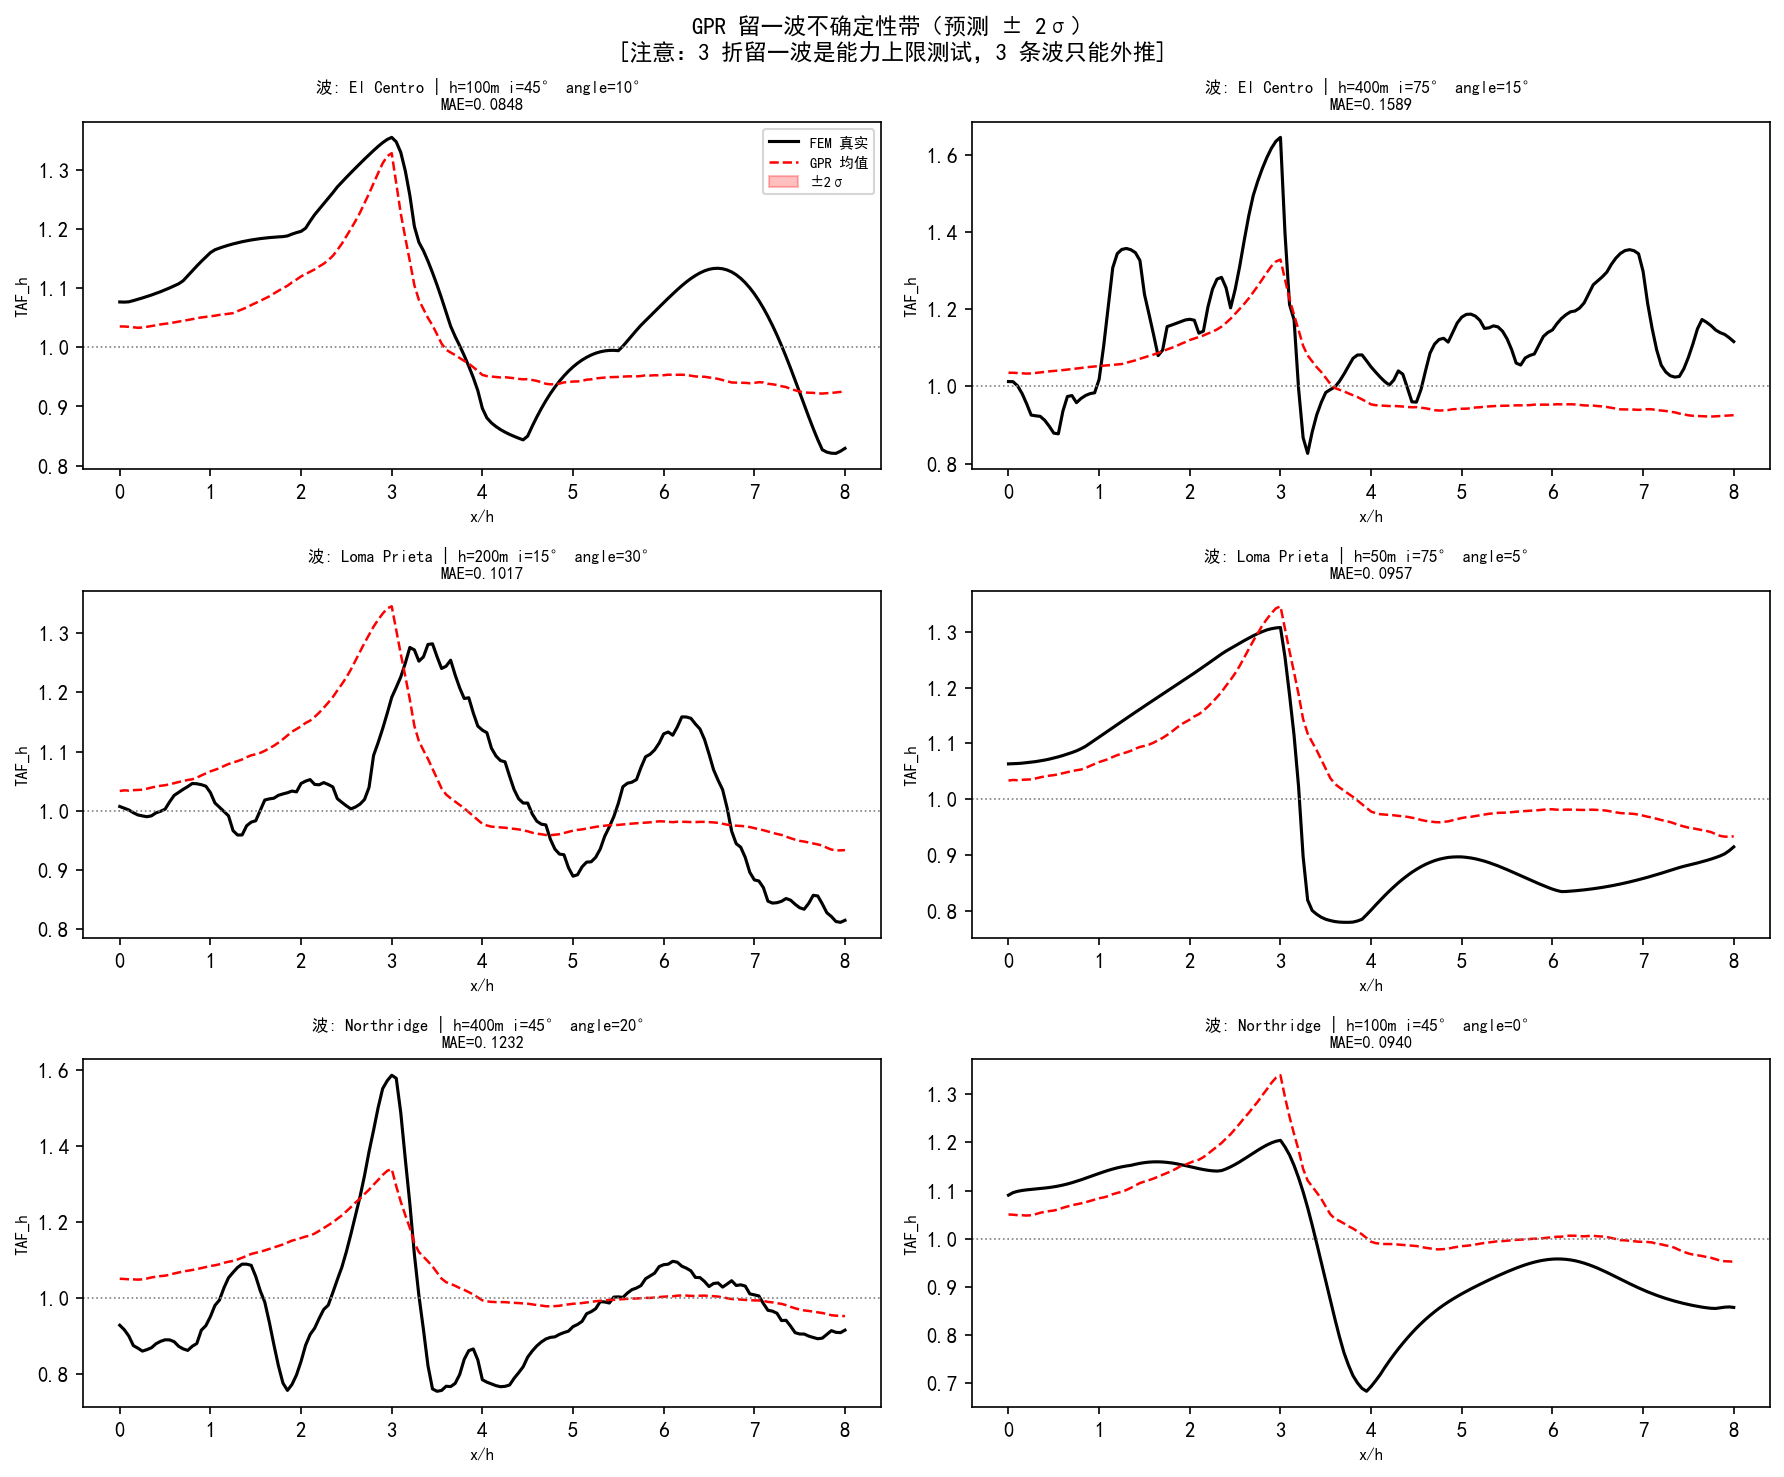 GPR 留一波不确定性带（预测 ± 2σ）
[注意：3 折留一波是能力上限测试，3 条波只能外推]
波: El Centro | h=100m i=45° angle=10°
MAE=0.0848
FEM 真实
GPR 均值
±2σ
TAF_h
1.3
1.2
1.1
1.0
0.9
0.8
0 1 2 3 4 5 6 7 8
x/h
波: El Centro | h=400m i=75° angle=15°
MAE=0.1589
TAF_h
1.6
1.4
1.2
1.0
0.8
0 1 2 3 4 5 6 7 8
x/h
波: Loma Prieta | h=200m i=15° angle=30°
MAE=0.1017
TAF_h
1.3
1.2
1.1
1.0
0.9
0.8
0 1 2 3 4 5 6 7 8
x/h
波: Loma Prieta | h=50m i=75° angle=5°
MAE=0.0957
TAF_h
1.3
1.2
1.1
1.0
0.9
0.8
0 1 2 3 4 5 6 7 8
x/h
波: Northridge | h=400m i=45° angle=20°
MAE=0.1232
TAF_h
1.6
1.4
1.2
1.0
0.8
0 1 2 3 4 5 6 7 8
x/h
波: Northridge | h=100m i=45° angle=0°
MAE=0.0940
TAF_h
1.3
1.2
1.1
1.0
0.9
0.8
0.7
0 1 2 3 4 5 6 7 8
x/h